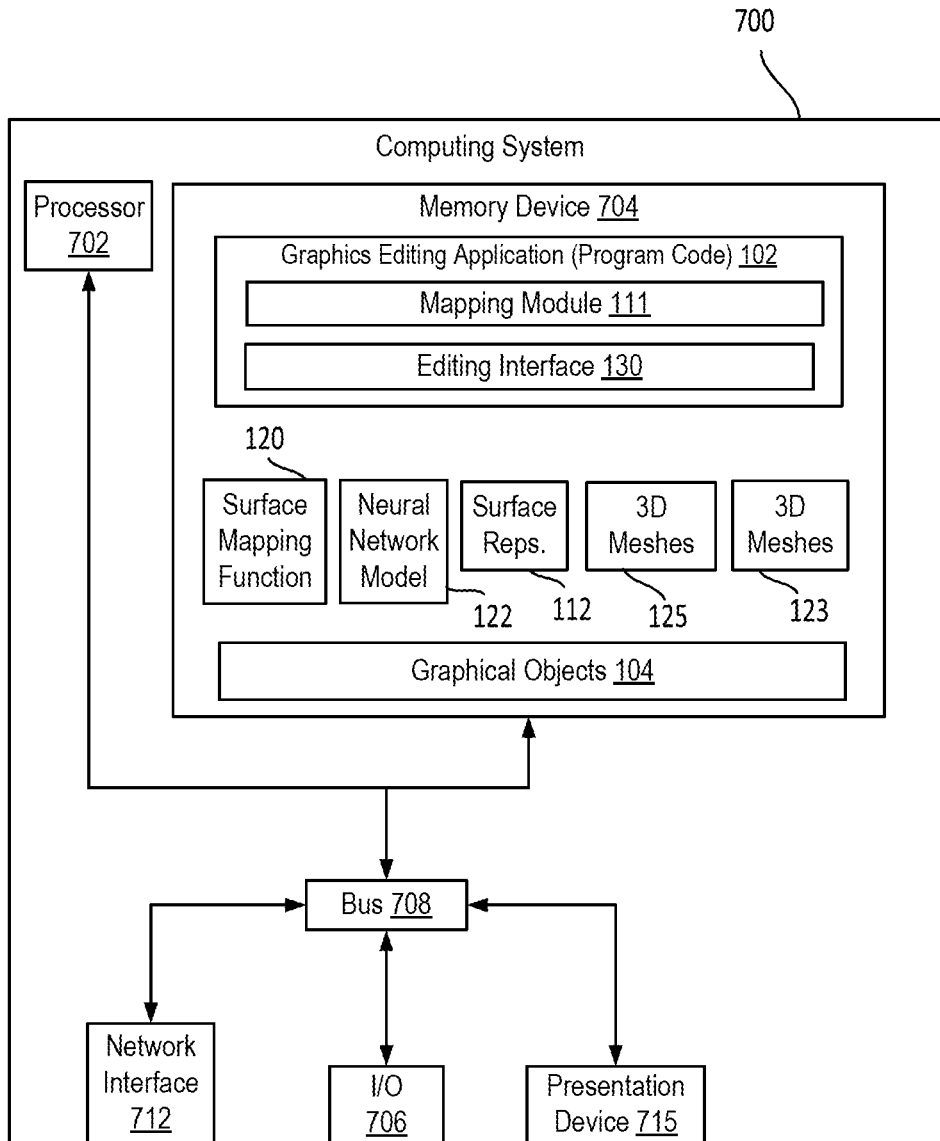 700
Computing System
Processor
702
Memory Device 704
Graphics Editing Application (Program Code) 102
Mapping Module 111
Editing Interface 130
120
Surface
Mapping
Function
Neural
Network
Model
122
Surface
Reps.
112
3D
Meshes
125
3D
Meshes
123
Graphical Objects 104
Bus 708
Network
Interface
712
I/O
706
Presentation
Device 715